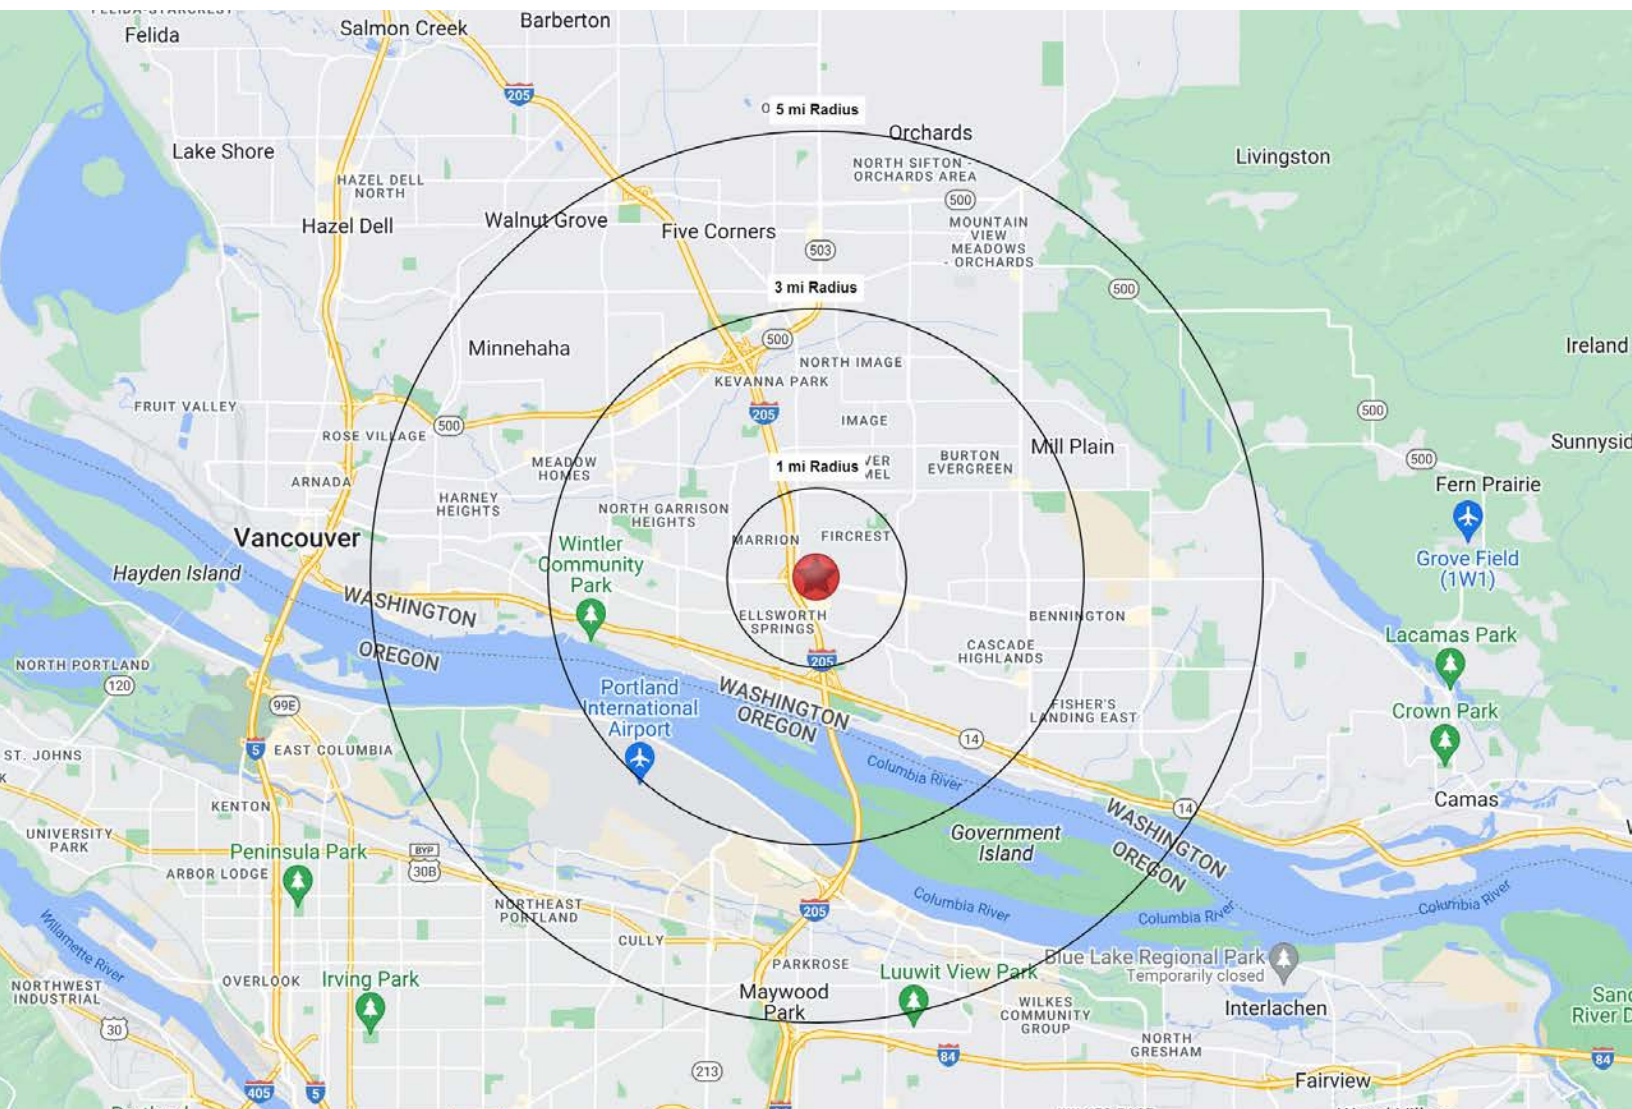 Felida
Salmon Creek
Barberton
205
5 mi Radius
Orchards
Lake Shore
Livingston
HAZEL DELL
NORTH
NORTH SIFTON -
ORCHARDS AREA
500
Hazel Dell
Walnut Grove
Five Corners
MOUNTAIN
VIEW
MEADOWS
- ORCHARDS
503
3 mi Radius
500
Minnehaha
500
NORTH IMAGE
Ireland
KEVANNA PARK
FRUIT VALLEY
205
IMAGE
500
500
ROSE VILLAGE
Mill Plain
500
1 mi Radius
BURTON
EVERGREEN
MEADOW
HOMES
ARNADA
Fern Prairie
HARNEY
HEIGHTS
NORTH GARRISON
HEIGHTS
Vancouver
MARRION
FIRCREST
Wintler
Community
Park
Grove Field
(1W1)
Hayden Island
WASHINGTON
OREGON
ELLSWORTH
SPRINGS
BENNINGTON
Lacamas Park
CASCADE
HIGHLANDS
205
NORTH PORTLAND
120
Portland
International
Airport
WASHINGTON
OREGON
99E
FISHER'S
LANDING EAST
Crown Park
14
5
EAST COLUMBIA
ST. JOHNS
Columbia River
KENTON
14
Camas
UNIVERSITY
PARK
Government
Island
WASHINGTON
OREGON
Peninsula Park
BYP
30B
ARBOR LODGE
NORTHEAST
PORTLAND
205
Columbia River
Columbia River
Columbia River
Willamette River
CULLY
PARKROSE
Luuwit View Park
Blue Lake Regional Park
Temporarily closed
OVERLOOK
Irving Park
NORTHWEST
INDUSTRIAL
Maywood
Park
WILKES
COMMUNITY
GROUP
Interlachen
River
30
NORTH
GRESHAM
84
84
213
Fairview
405
5